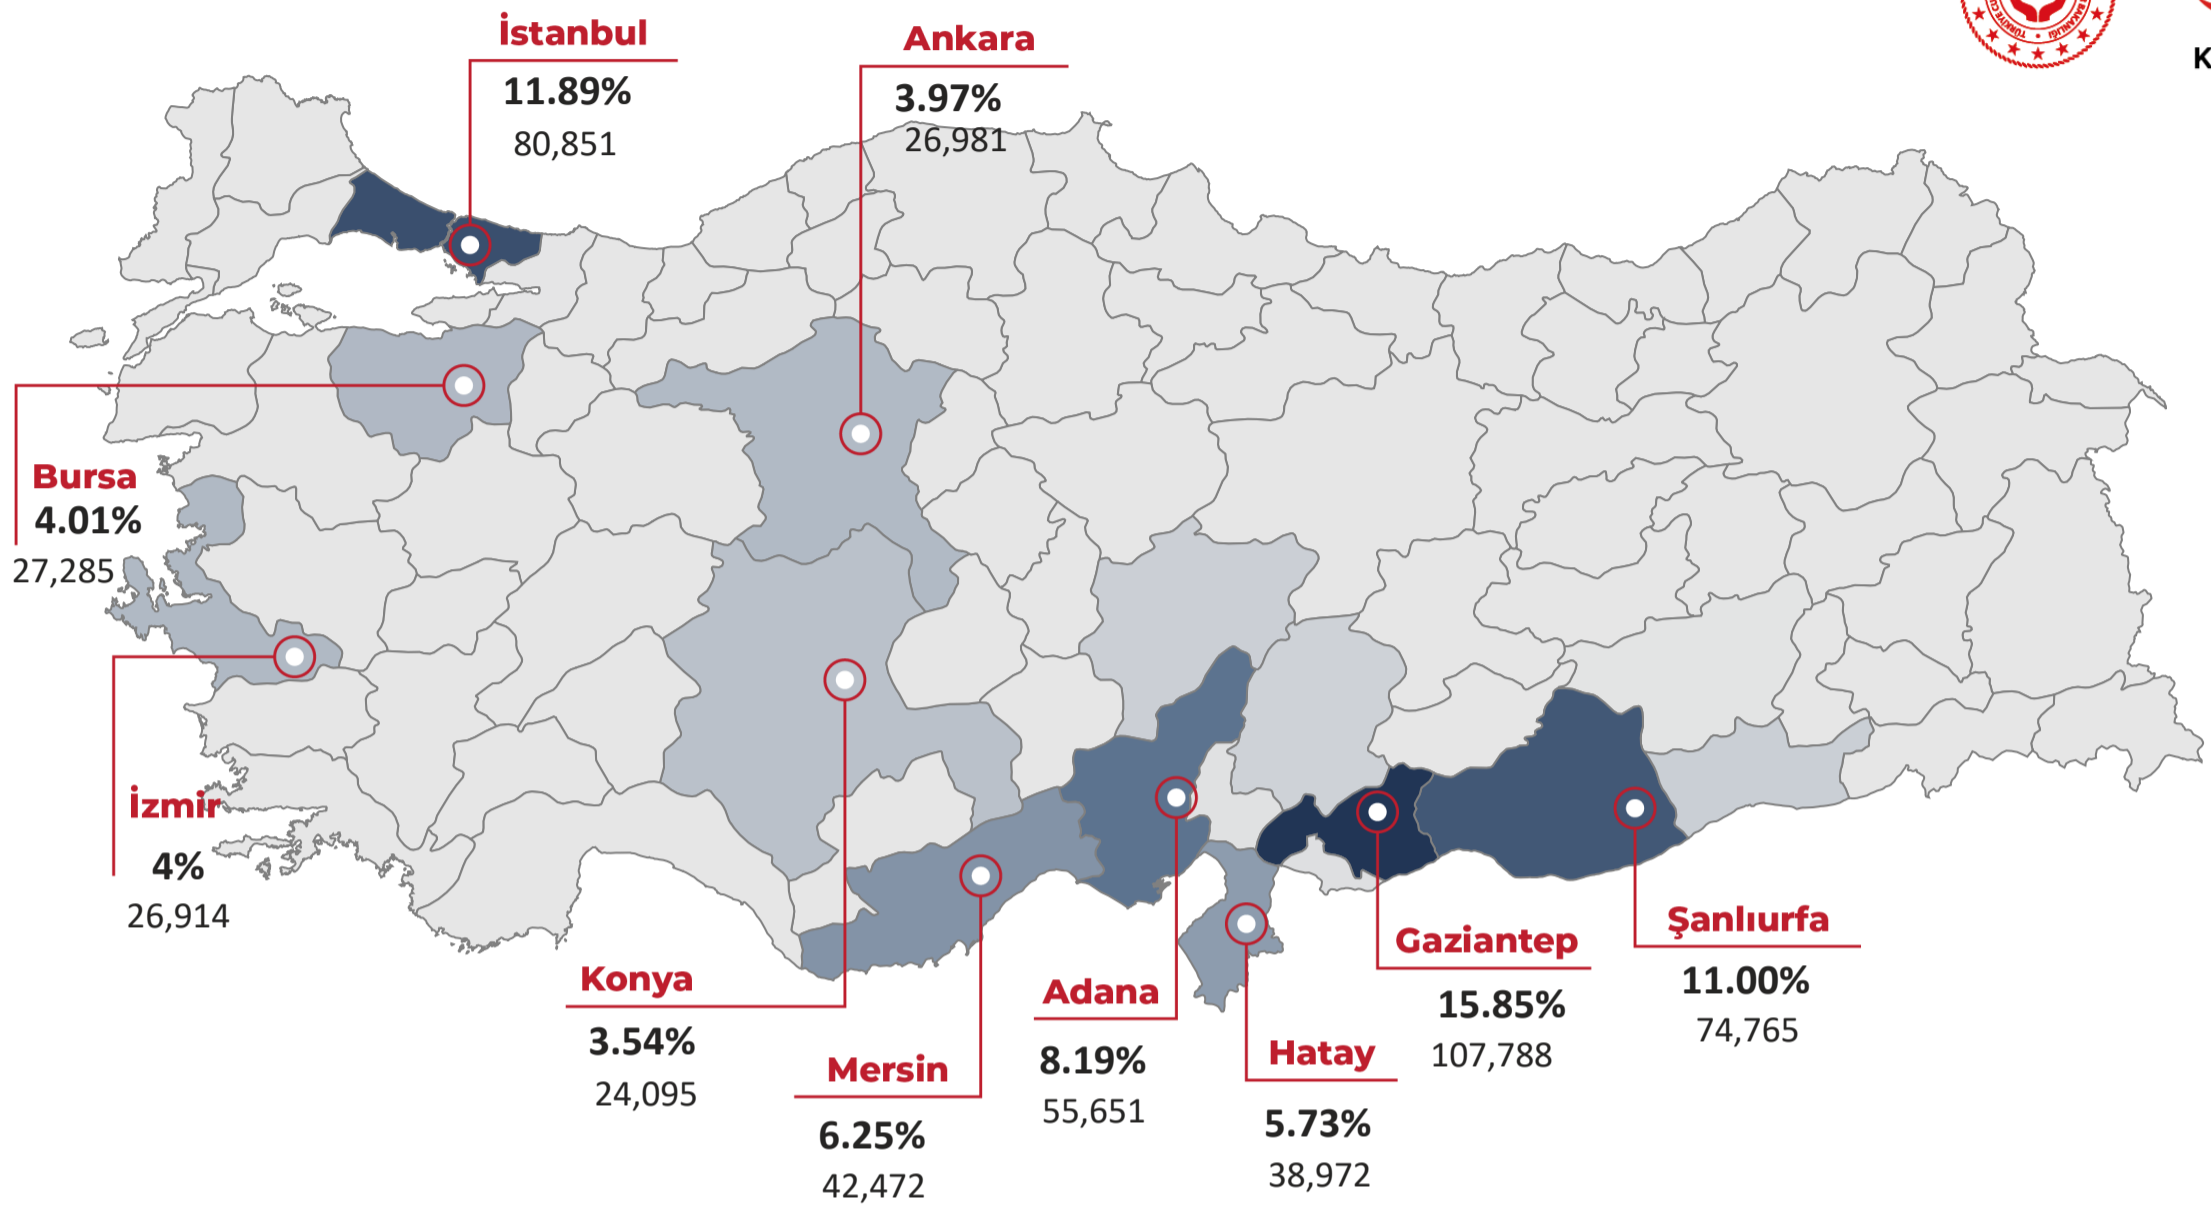 İstanbul
11.89%
80,851
Ankara
3.97%
26,981
K
Bursa
4.01%
27,285
İzmir
4%
26,914
Konya
3.54%
24,095
Mersin
6.25%
42,472
Adana
8.19%
55,651
Hatay
5.73%
38,972
Gaziantep
15.85%
107,788
Şanlıurfa
11.00%
74,765